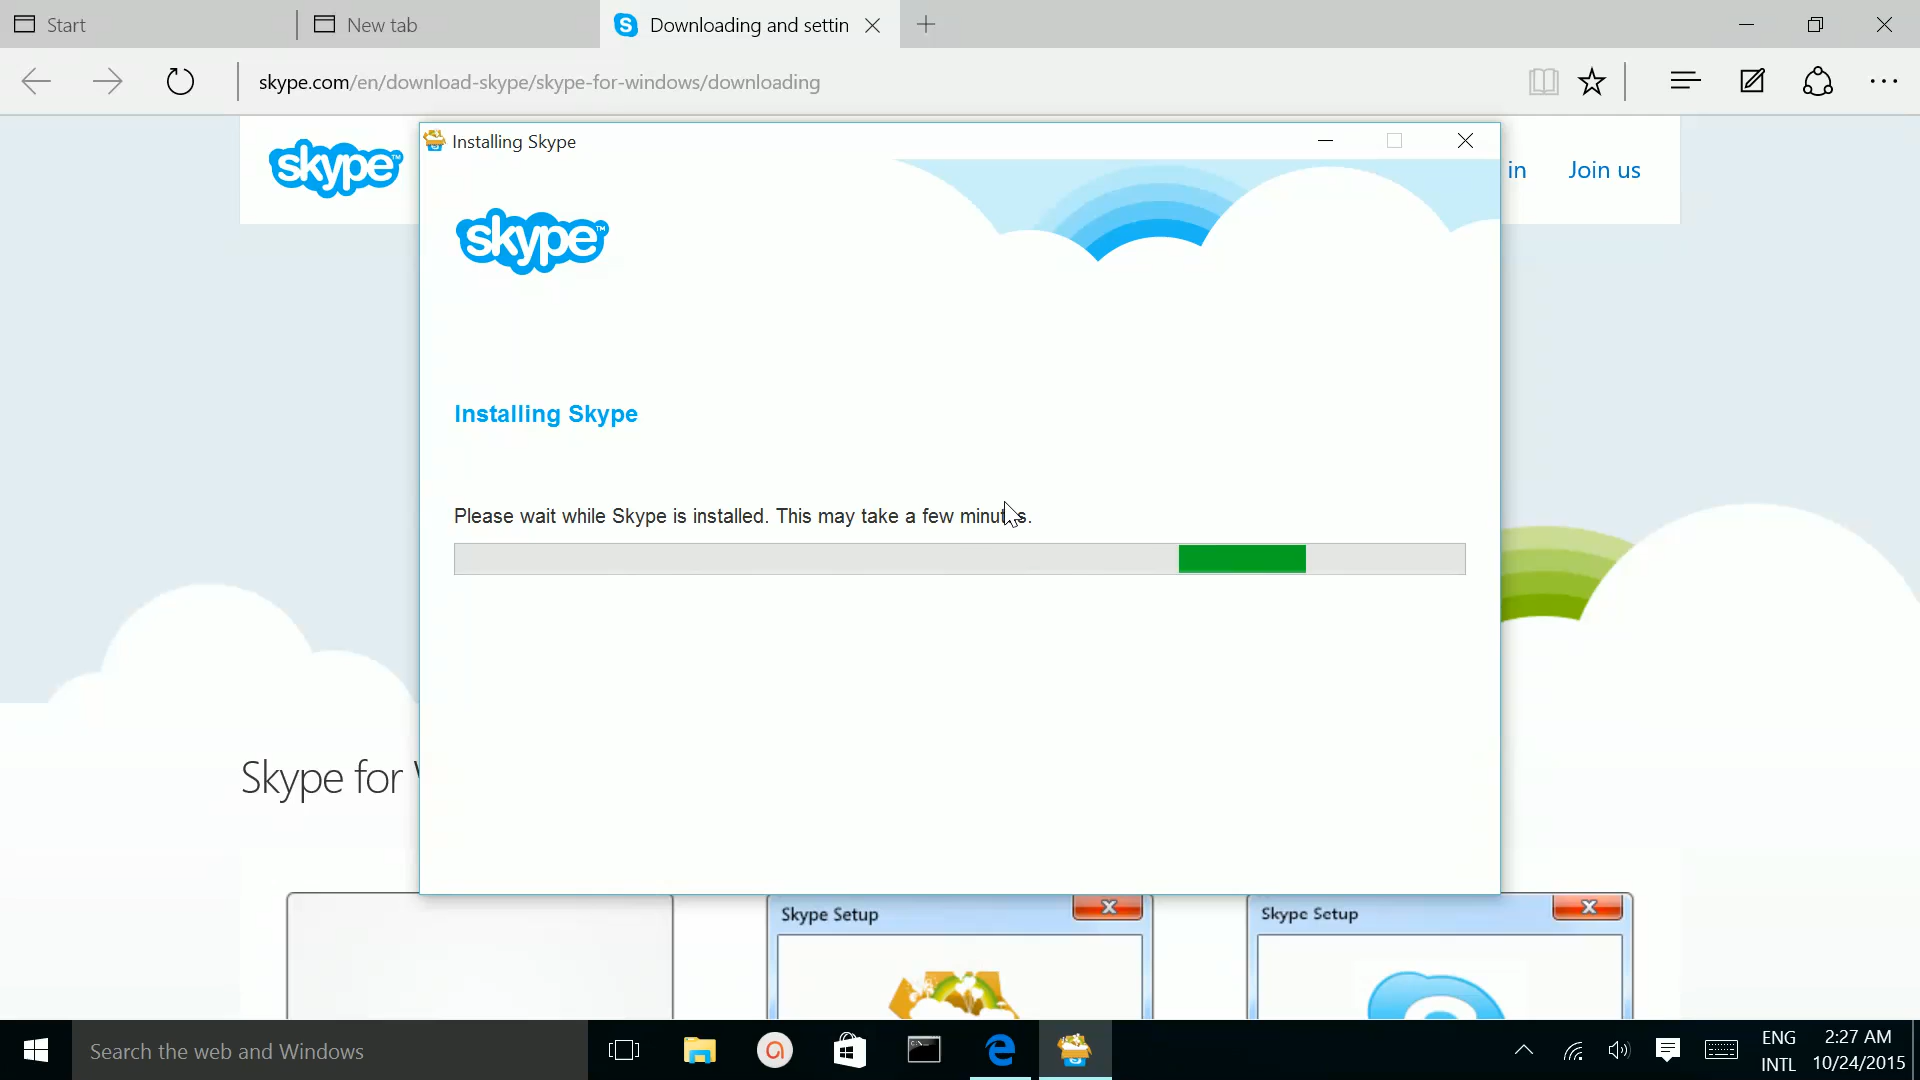 Start
New tab
Downloading and settin
skype.com/en/download-skype/skype-for-windows/downloading
skype™
Installing Skype
in
Join us
skype™
Installing Skype
Please wait while Skype is installed. This may take a few minutes.
Skype for
Skype Setup
Skype Setup
Search the web and Windows
ENG
INTL
2:27 AM
10/24/2015